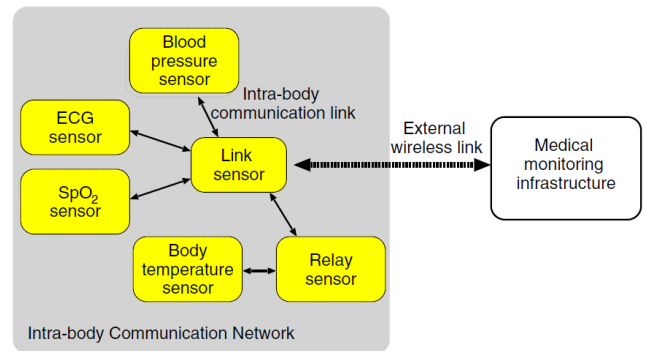 Blood
pressure
sensor
Intra-body
communication link
ECG
sensor
External
wireless link
Link
sensor
Medical
monitoring
infrastructure
SpO₂
sensor
Body
temperature
sensor
Relay
sensor
Intra-body Communication Network